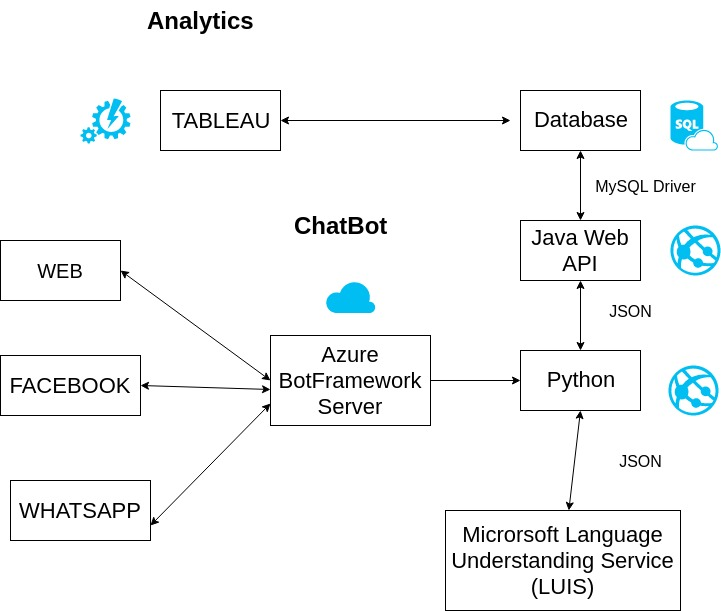 Analytics
TABLEAU
Database
SQL
MySQL Driver
ChatBot
Java Web
API
WEB
JSON
Azure
BotFramework
Server
FACEBOOK
Python
JSON
WHATSAPP
Microrsoft Language
Understanding Service
(LUIS)